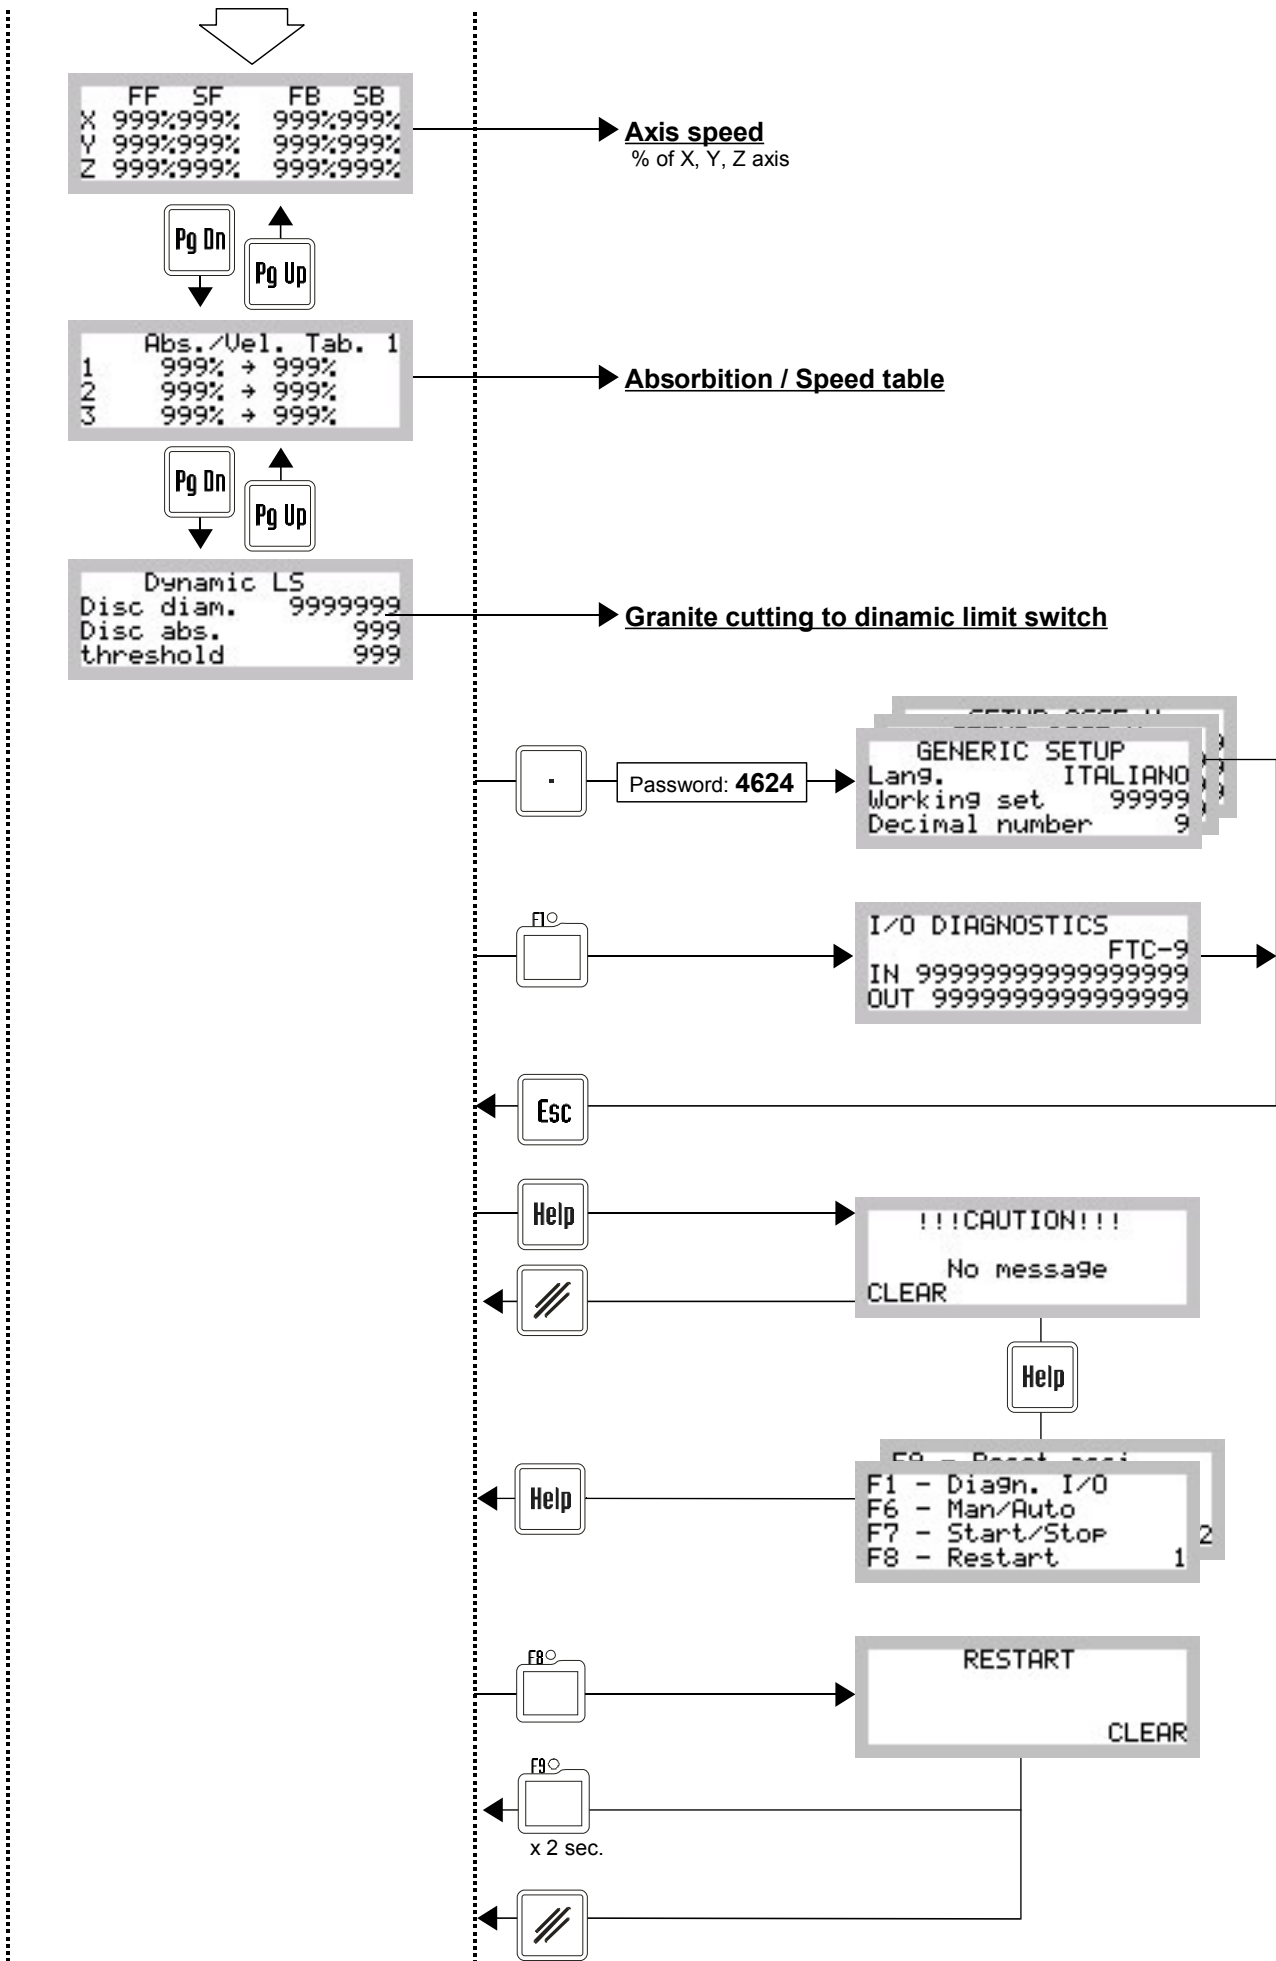 FF SF FB SB
X 999%999% 999%999%
Y 999%999% 999%999%
Z 999%999% 999%999%
Axis speed
% of X, Y, Z axis
Pg Dn
Pg Up
Abs./Vel. Tab. 1
1 999% → 999%
2 999% → 999%
3 999% → 999%
Absorbition / Speed table
Pg Dn
Pg Up
Dynamic LS
Disc diam. 9999999
Disc abs. 999
threshold 999
Granite cutting to dinamic limit switch
.
Password: 4624
GENERIC SETUP
Lang. ITALIANO
Working set 99999
Decimal number 9
F1
I/O DIAGNOSTICS
FTC-9
IN 99999999999999999
OUT 9999999999999999
Esc
Help
!!!CAUTION!!!
No message
CLEAR
Help
Help
F1 - Diagn. I/O
F6 - Man/Auto
F7 - Start/Stop 2
F8 - Restart 1
F8
RESTART
CLEAR
F9
x 2 sec.